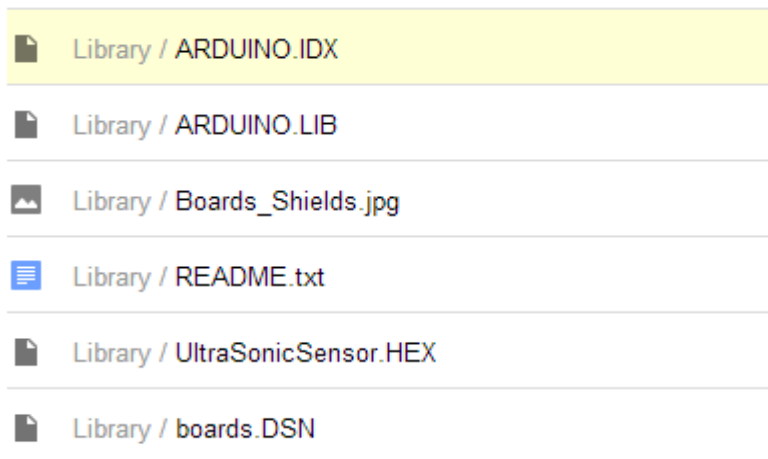 Library / ARDUINO.IDX
Library / ARDUINO.LIB
Library / Boards_Shields.jpg
Library / README.txt
Library / UltraSonicSensor.HEX
Library / boards.DSN